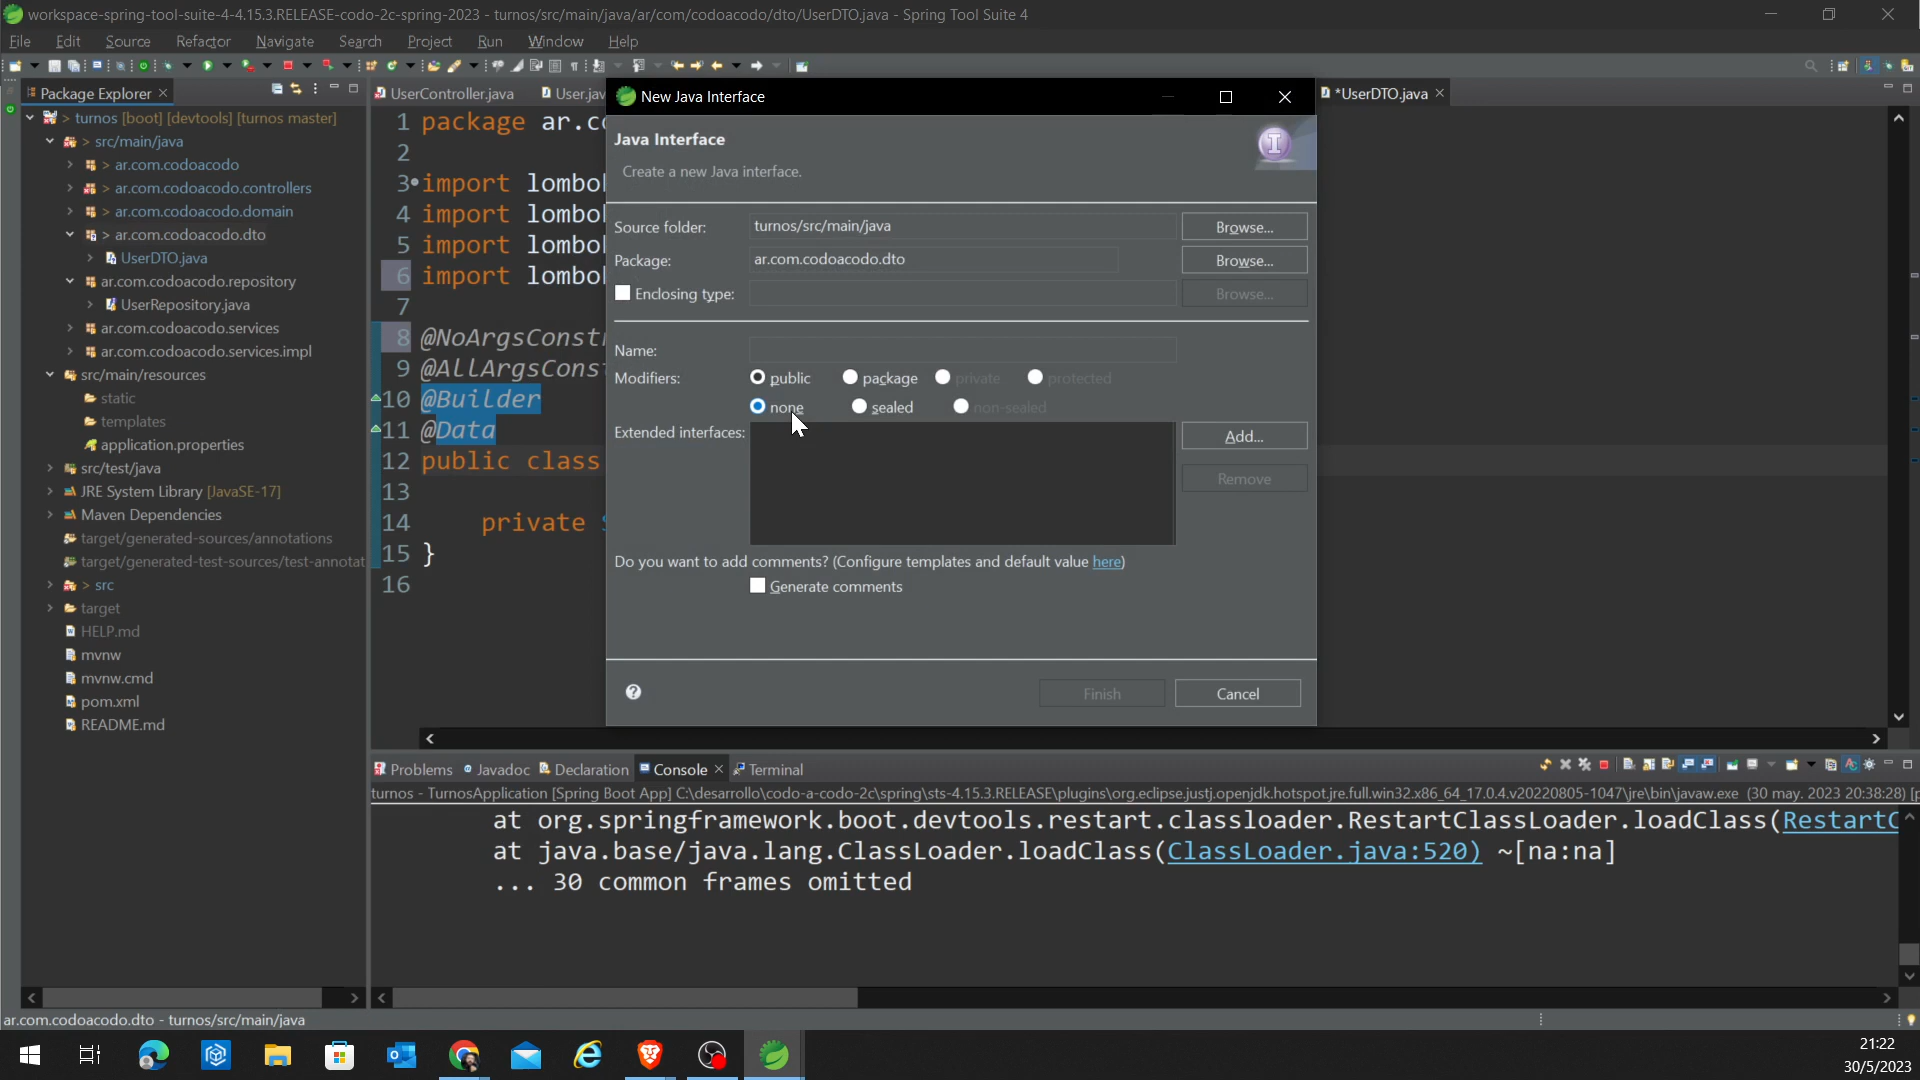 workspace-spring-tool-suite-4-4.15.3.RELEASE-codo-2c-spring-2023 - turnos/src/main/java/ar/com/codoacodo/dto/UserDTO.java - Spring Tool Suite 4
File Edit Source Refactor Navigate Search Project Run Window Help
Package Explorer
UserController.java
User.jav
*UserDTO.java
> turnos [boot] [devtools] [turnos master]
> src/main/java
> ar.com.codoacodo
> ar.com.codoacodo.controllers
> ar.com.codoacodo.domain
> ar.com.codoacodo.dto
UserDTO.java
ar.com.codoacodo.repository
UserRepository.java
ar.com.codoacodo.services
ar.com.codoacodo.services.impl
src/main/resources
static
templates
application.properties
src/test/java
JRE System Library [JavaSE-17]
Maven Dependencies
target/generated-sources/annotations
target/generated-test-sources/test-annotat
> src
target
HELP.md
mvnw
mvnw.cmd
pom.xml
README.md
1 package ar.co
2
3 import lombok
4 import lombok
5 import lombok
6 import lombok
7
8 @NoArgsConstr
9 @AllArgsConst
10 @Builder
11 @Data
12 public class
13
14 private S
15 }
16
New Java Interface
Java Interface
Create a new Java interface.
Source folder: turnos/src/main/java Browse...
Package: ar.com.codoacodo.dto Browse...
Enclosing type: Browse...
Name:
Modifiers: public package private protected
none sealed non-sealed
Extended interfaces: Add...
Remove
Do you want to add comments? (Configure templates and default value here)
Generate comments
Finish Cancel
Problems Javadoc Declaration Console Terminal
turnos - TurnosApplication [Spring Boot App] C:\desarrollo\codo-a-codo-2c\spring\sts-4.15.3.RELEASE\plugins\org.eclipse.justj.openjdk.hotspot.jre.full.win32.x86_64_17.0.4.v20220805-1047\jre\bin\javaw.exe (30 may. 2023 20:38:28) [p
at org.springframework.boot.devtools.restart.classloader.RestartClassLoader.loadClass(RestartC
at java.base/java.lang.ClassLoader.loadClass(ClassLoader.java:520) ~[na:na]
... 30 common frames omitted
ar.com.codoacodo.dto - turnos/src/main/java
21:22
30/5/2023